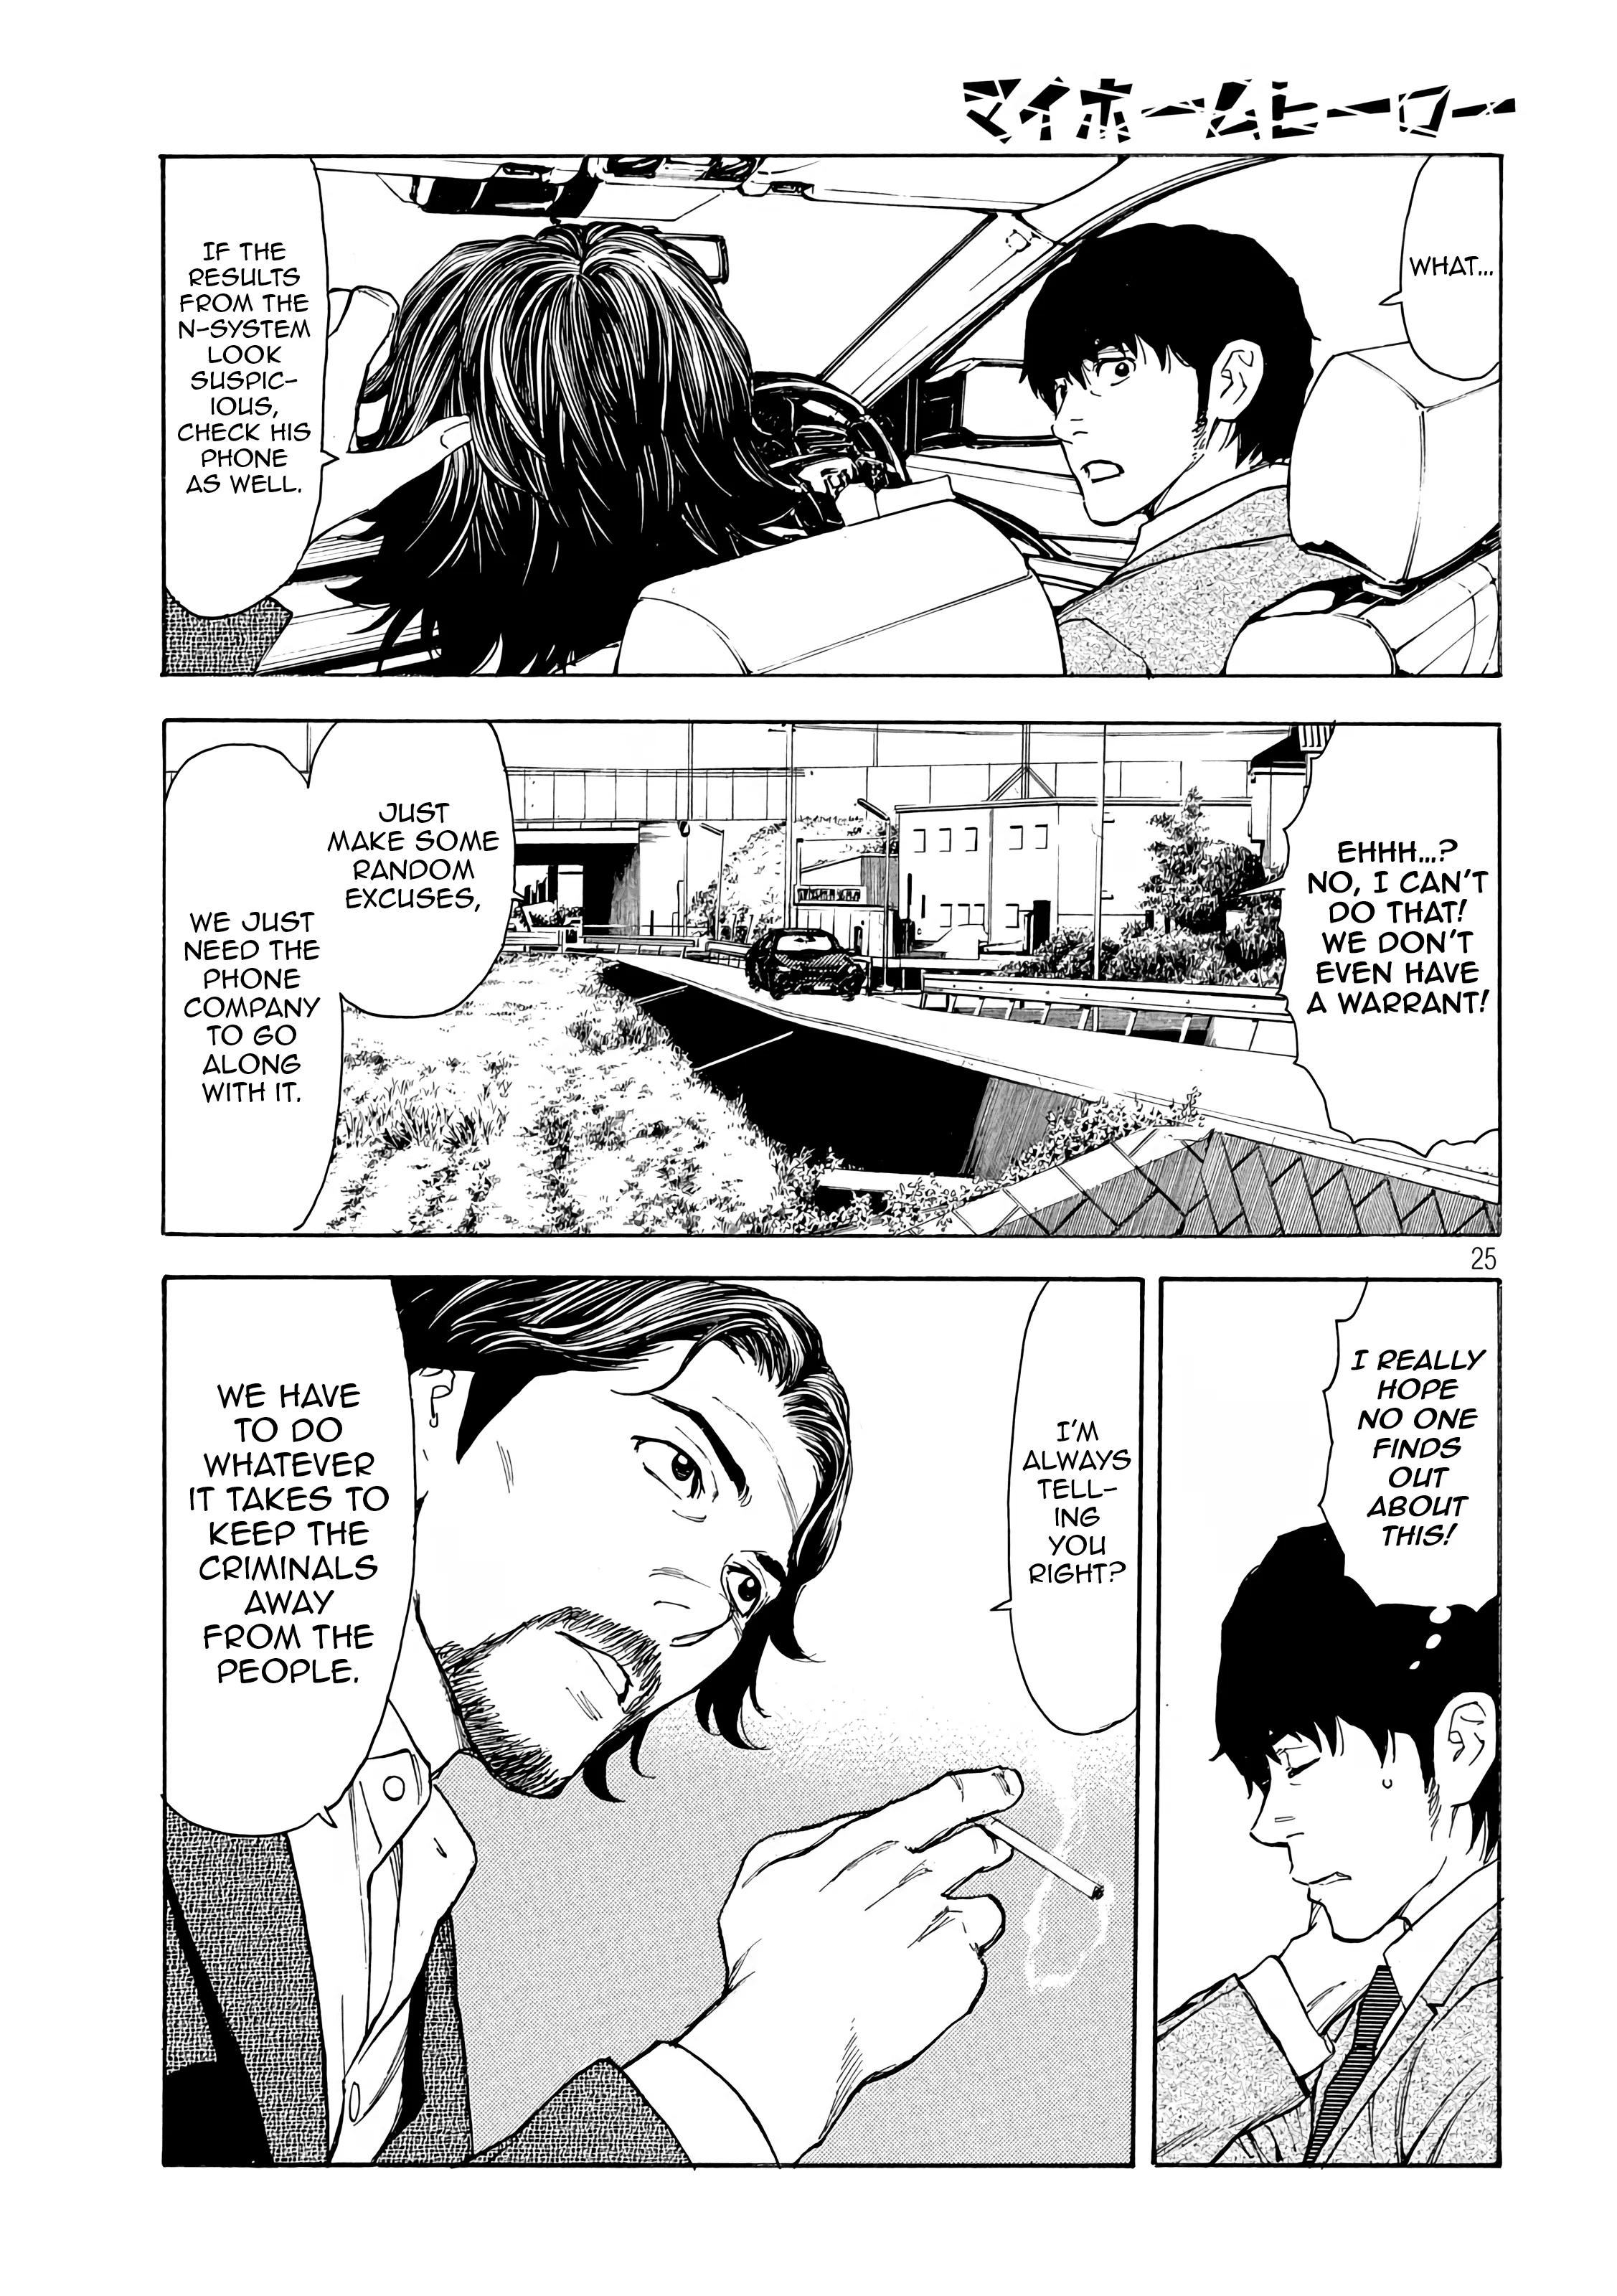 マイホームヒーロー
WHAT...
IF THE
RESULTS
FROM THE
N-SYSTEM
LOOK
SUSPIC-
IOUS,
CHECK HIS
PHONE
AS WELL.
EHHH...?
NO, I CAN'T
DO THAT!
WE DON'T
EVEN HAVE
A WARRANT!
JUST
MAKE SOME
RANDOM
EXCUSES,
WE JUST
NEED THE
PHONE
COMPANY
TO GO
ALONG
WITH IT.
25
I REALLY
HOPE
NO ONE
FINDS
OUT
ABOUT
THIS!
I'M
ALWAYS
TELL-
ING
YOU
RIGHT?
WE HAVE
TO DO
WHATEVER
IT TAKES TO
KEEP THE
CRIMINALS
AWAY
FROM THE
PEOPLE.